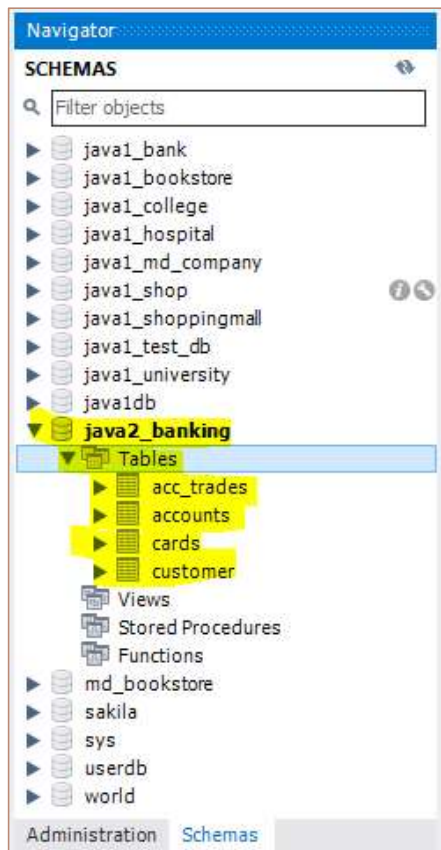 Navigator
SCHEMAS
Filter objects
java1_bank
java1_bookstore
java1_college
java1_hospital
java1_md_company
java1_shop
java1_shoppingmall
java1_test_db
java1_university
java1db
java2_banking
Tables
acc_trades
accounts
cards
customer
Views
Stored Procedures
Functions
md_bookstore
sakila
sys
userdb
world
Administration Schemas